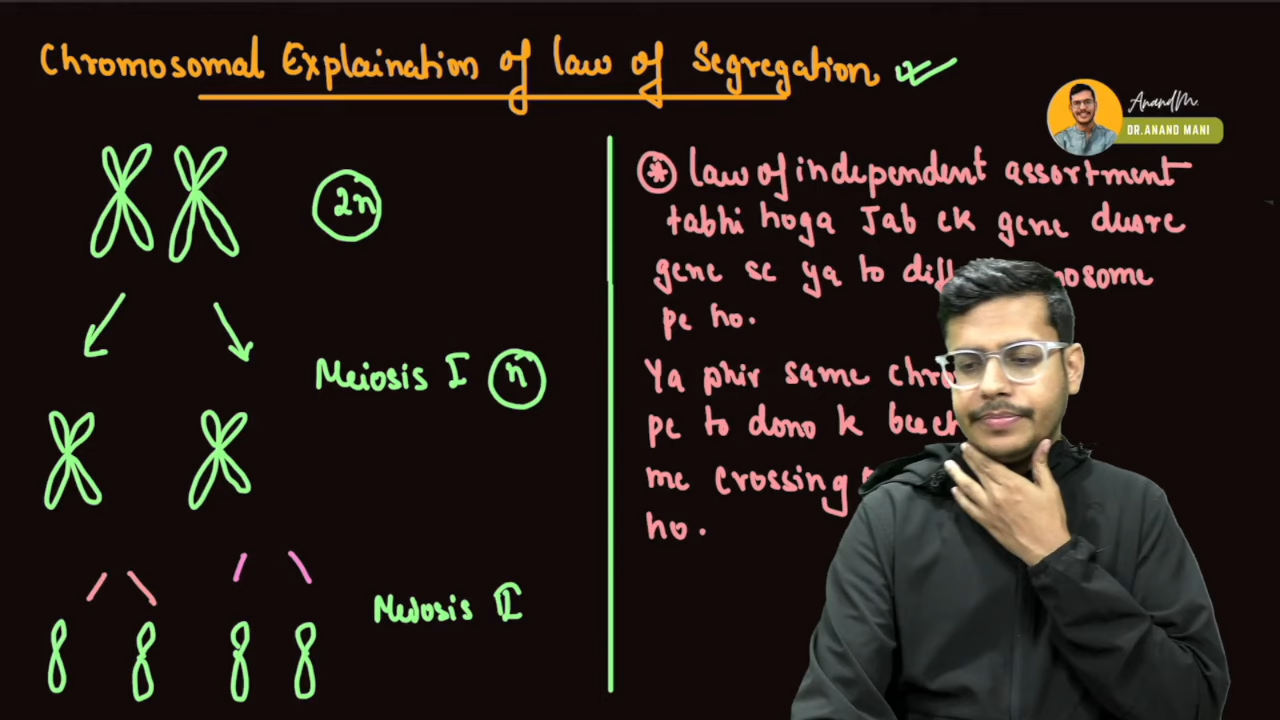 Chromosomal Explaination of law of Segregation
AnandM.
DR.ANAND MANI
2n
Meiosis I n
Meiosis II
* Law of independent assortment
tabhi hoga Jab ek gene dusre
gene se ya to
pe ho.
Ya phir same
pe to dono k
me crossing
ho.